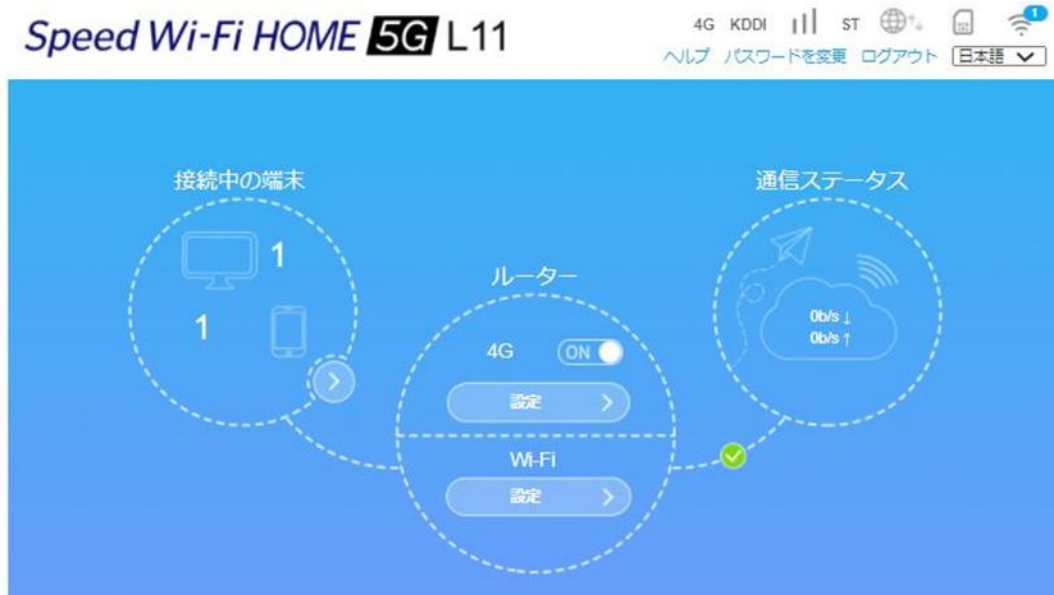 Speed Wi-Fi HOME 5G L11
4G KDDI ST 1
ヘルプ パスワードを変更 ログアウト 日本語
接続中の端末
1
1
ルーター
4G ON
設定
Wi-Fi
設定
通信ステータス
0b/s ↓
0b/s ↑